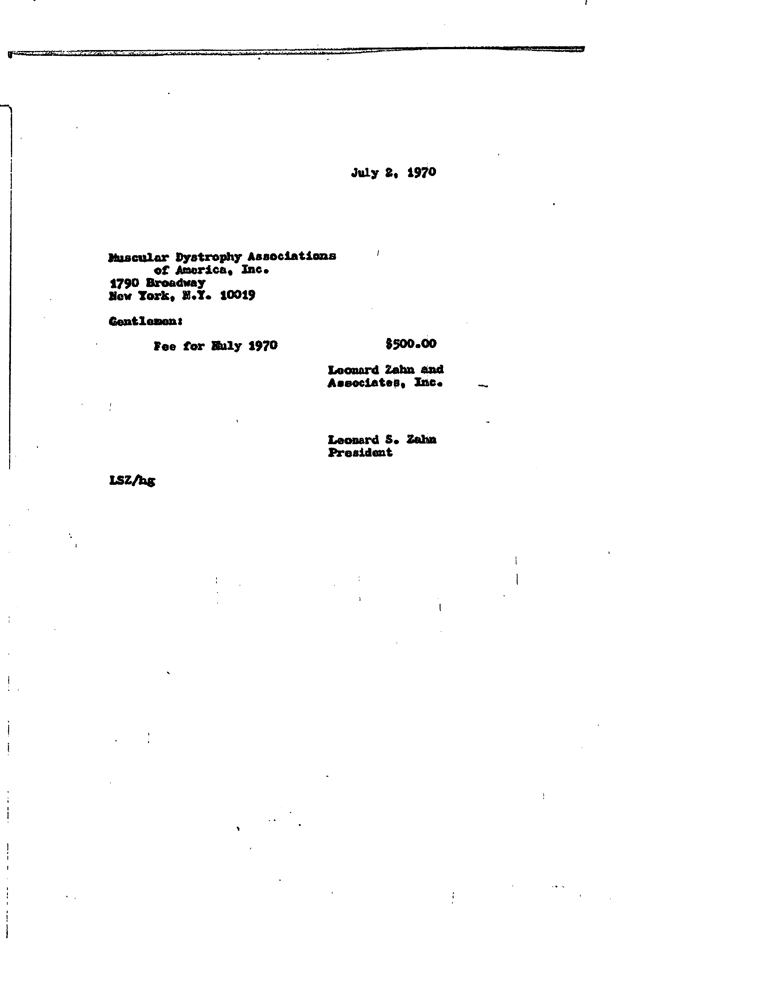 July 2, 1970
Muscular Dystrophy Associations
of America, Inc.
1790 Broadway
New York, N.Y. 10019
Gentlemen:
Fee for Huly 1970 $500.00
Leonard Zahn and
Associates, Inc.
Leonard S. Zahn
President
LSZ/hg